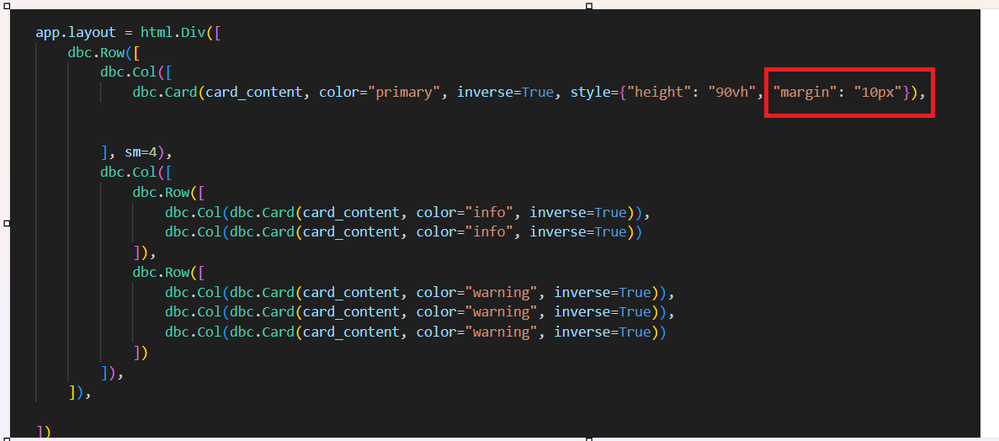 app.layout = html.Div([
    dbc.Row([
        dbc.Col([
            dbc.Card(card_content, color="primary", inverse=True, style={"height": "90vh", "margin": "10px"}),
        ], sm=4),
        dbc.Col([
            dbc.Row([
                dbc.Col(dbc.Card(card_content, color="info", inverse=True)),
                dbc.Col(dbc.Card(card_content, color="info", inverse=True))
            ]),
            dbc.Row([
                dbc.Col(dbc.Card(card_content, color="warning", inverse=True)),
                dbc.Col(dbc.Card(card_content, color="warning", inverse=True)),
                dbc.Col(dbc.Card(card_content, color="warning", inverse=True))
            ])
        ]),
    ]),
])